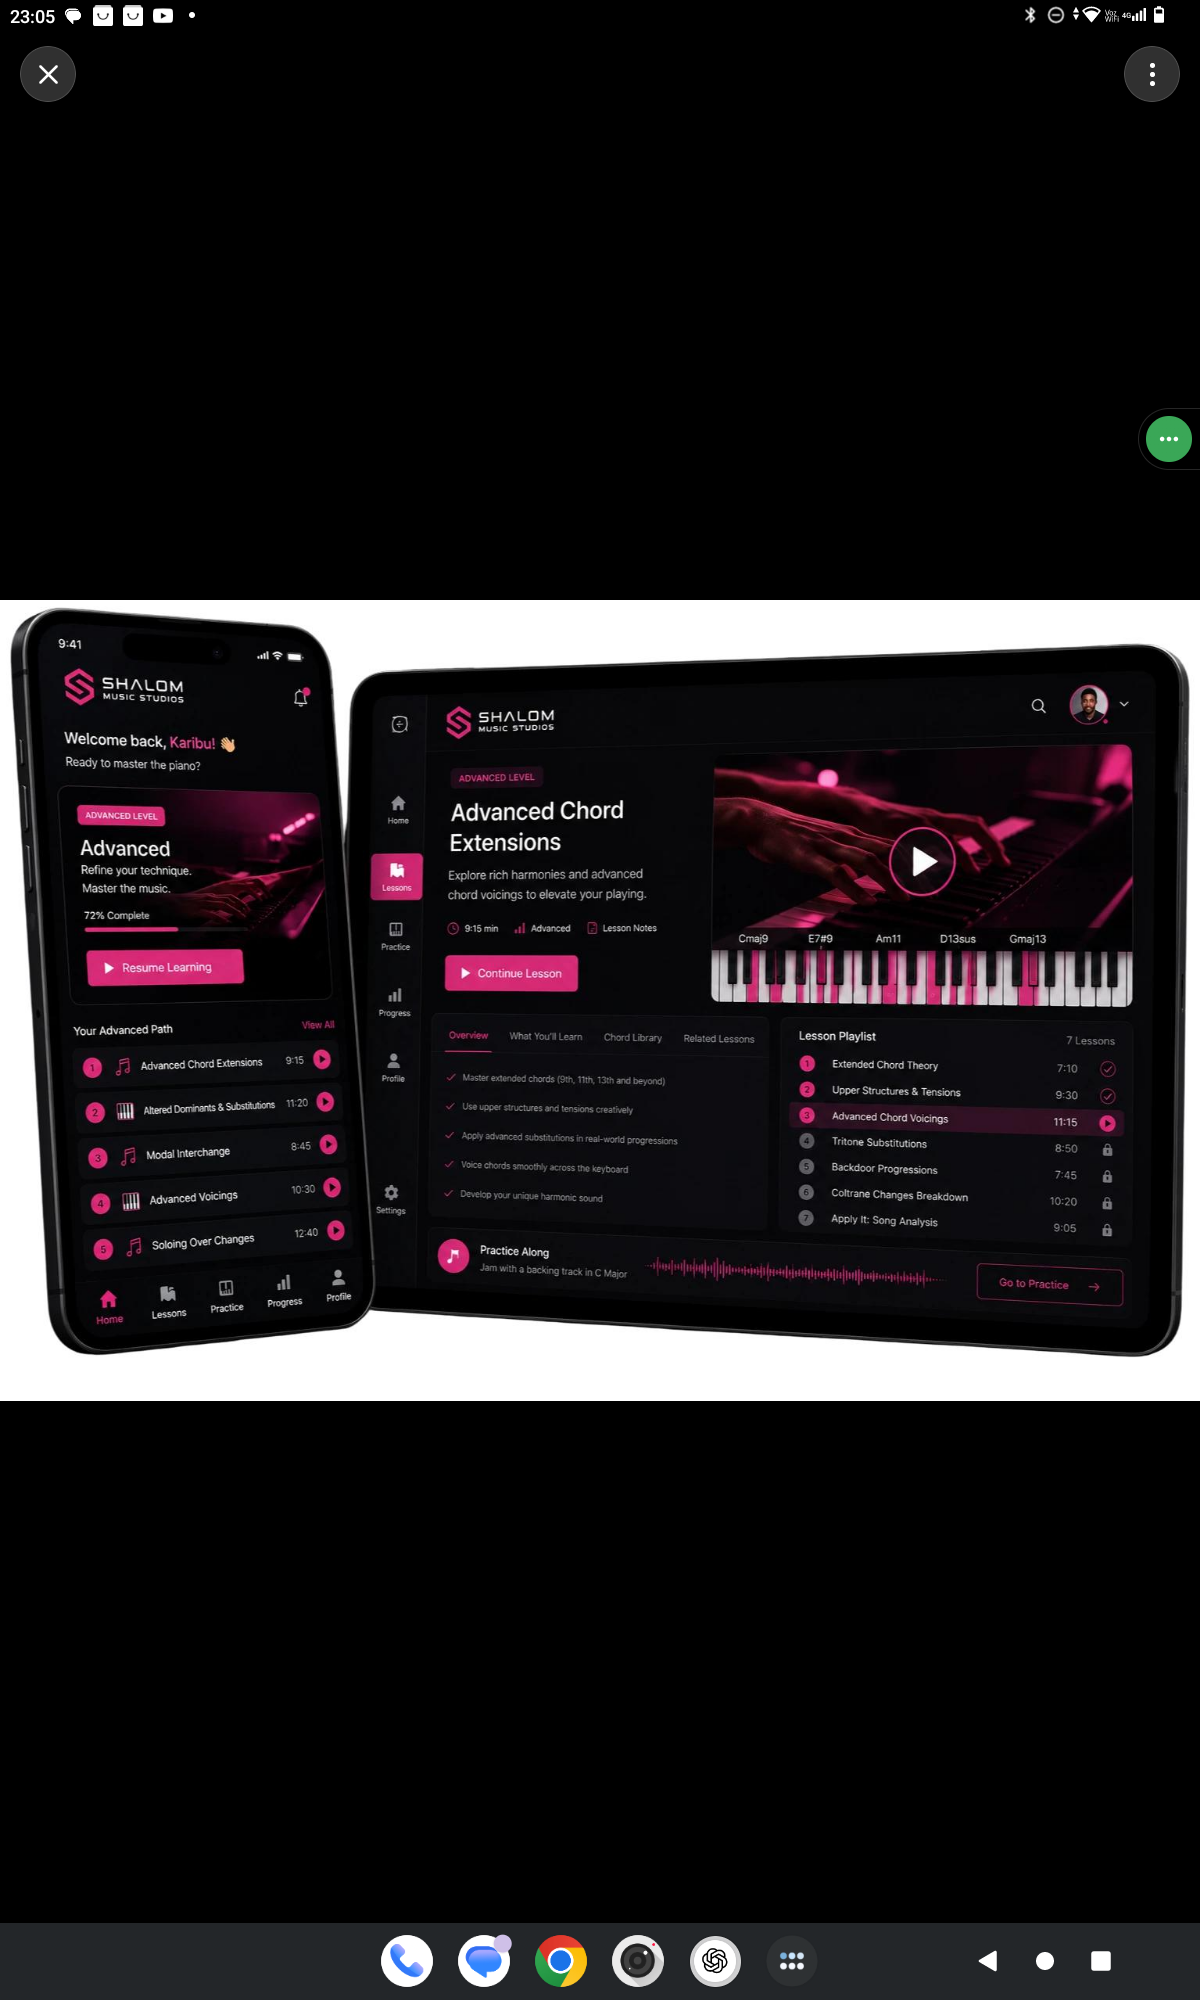 23:05
Voz
WiFi
4G
9:41
SHALOM
MUSIC STUDIOS
Welcome back, Karibu! 👋🏼
Ready to master the piano?
ADVANCED LEVEL
Advanced
Refine your technique.
Master the music.
72% Complete
Resume Learning
Your Advanced Path
View All
1 Advanced Chord Extensions 9:15
2 Altered Dominants & Substitutions 11:20
3 Modal Interchange 8:45
4 Advanced Voicings 10:30
5 Soloing Over Changes 12:40
Home
Lessons
Practice
Progress
Profile
SHALOM
MUSIC STUDIOS
Home
Lessons
Practice
Progress
Profile
Settings
ADVANCED LEVEL
Advanced Chord
Extensions
Explore rich harmonies and advanced
chord voicings to elevate your playing.
9:15 min Advanced Lesson Notes
Continue Lesson
Cmaj9 E7#9 Am11 D13sus Gmaj13
Overview What You'll Learn Chord Library Related Lessons
Master extended chords (9th, 11th, 13th and beyond)
Use upper structures and tensions creatively
Apply advanced substitutions in real-world progressions
Voice chords smoothly across the keyboard
Develop your unique harmonic sound
Lesson Playlist 7 Lessons
1 Extended Chord Theory 7:10
2 Upper Structures & Tensions 9:30
3 Advanced Chord Voicings 11:15
4 Tritone Substitutions 8:50
5 Backdoor Progressions 7:45
6 Coltrane Changes Breakdown 10:20
7 Apply It: Song Analysis 9:05
Practice Along
Jam with a backing track in C Major
Go to Practice